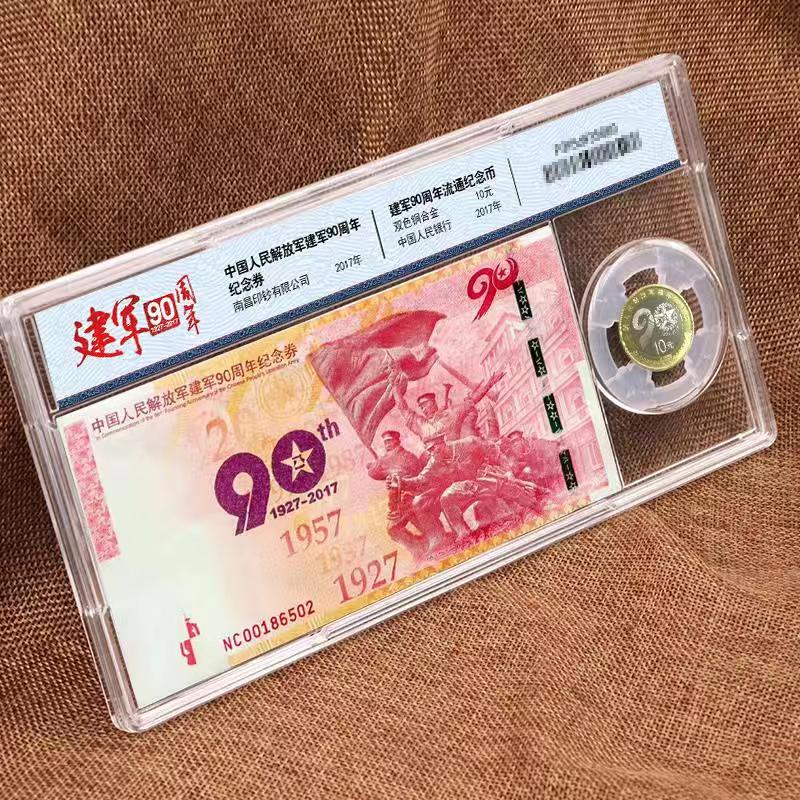 建军90周年
1927-2017
中国人民解放军建军90周年
纪念券
南昌印钞有限公司 2017年
建军90周年流通纪念币
双色铜合金 10元
中国人民银行 2017年
中国人民解放军建军90周年纪念券
90
90th
1927-2017
1957
1937
1927
NC00186502
10元